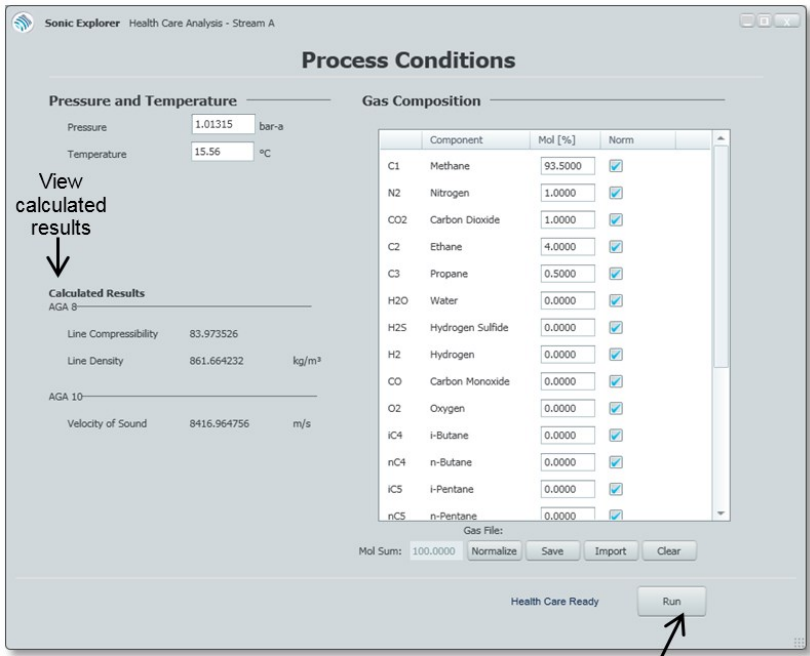 Sonic Explorer Health Care Analysis - Stream A
Process Conditions
Pressure and Temperature
Pressure 1.01315 bar-a
Temperature 15.56 °C
View
calculated
results
Calculated Results
AGA 8
Line Compressibility 83.973526
Line Density 861.664232 kg/m³
AGA 10
Velocity of Sound 8416.964756 m/s
Gas Composition
Component Mol [%] Norm
C1 Methane 93.5000
N2 Nitrogen 1.0000
CO2 Carbon Dioxide 1.0000
C2 Ethane 4.0000
C3 Propane 0.5000
H2O Water 0.0000
H2S Hydrogen Sulfide 0.0000
H2 Hydrogen 0.0000
CO Carbon Monoxide 0.0000
O2 Oxygen 0.0000
iC4 i-Butane 0.0000
nC4 n-Butane 0.0000
iC5 i-Pentane 0.0000
nC5 n-Pentane 0.0000
Gas File:
Mol Sum: 100.0000 Normalize Save Import Clear
Health Care Ready Run